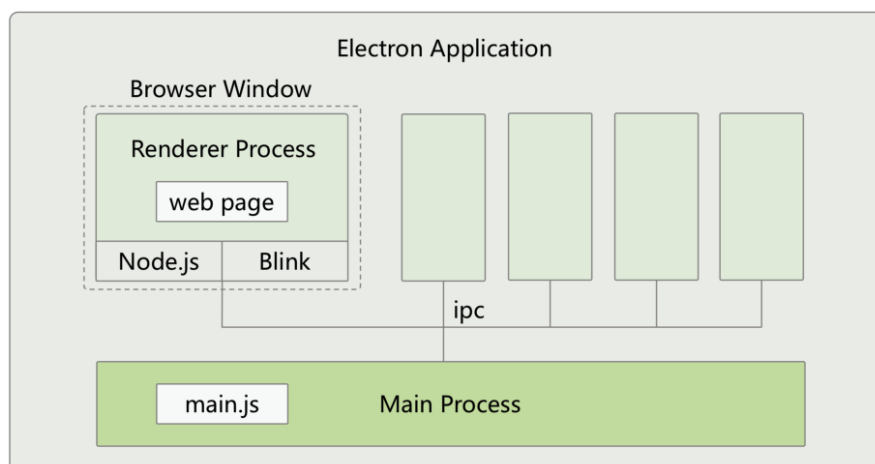 Electron Application
Browser Window
Renderer Process
web page
Node.js Blink
ipc
main.js Main Process